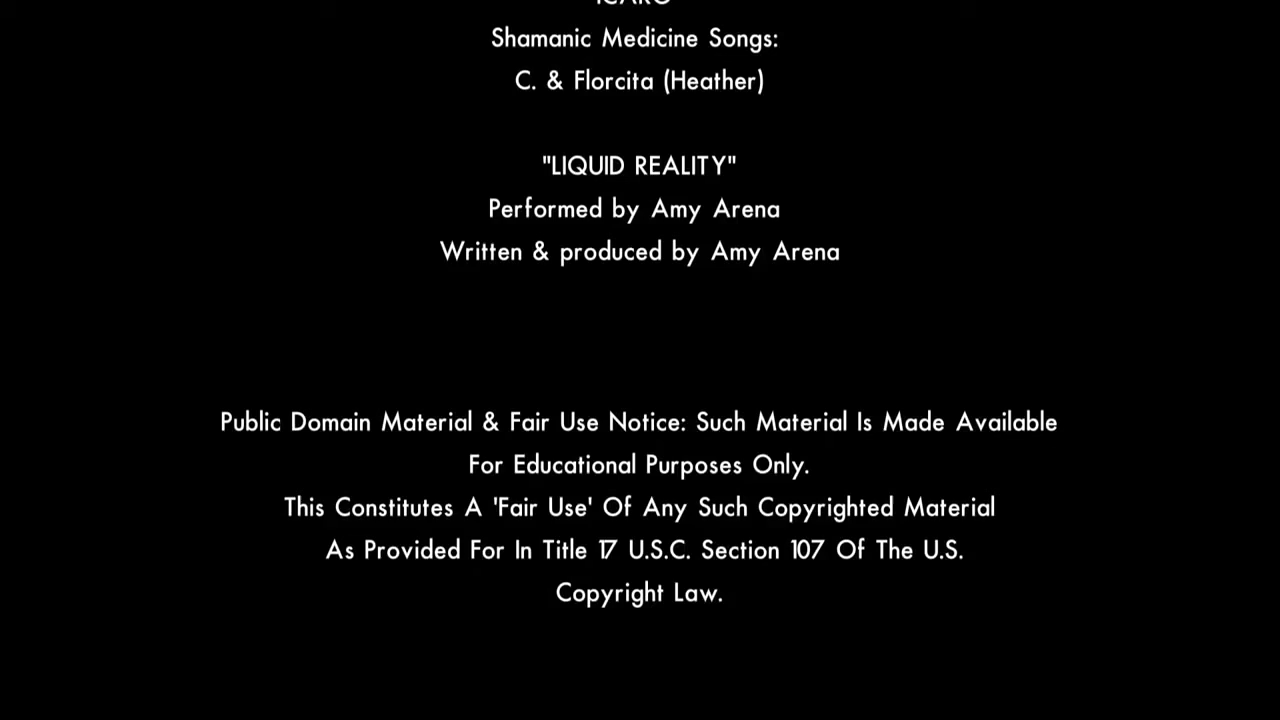 ICARO
Shamanic Medicine Songs:
C. & Florcita (Heather)
"LIQUID REALITY"
Performed by Amy Arena
Written & produced by Amy Arena
Public Domain Material & Fair Use Notice: Such Material Is Made Available
For Educational Purposes Only.
This Constitutes A 'Fair Use' Of Any Such Copyrighted Material
As Provided For In Title 17 U.S.C. Section 107 Of The U.S.
Copyright Law.